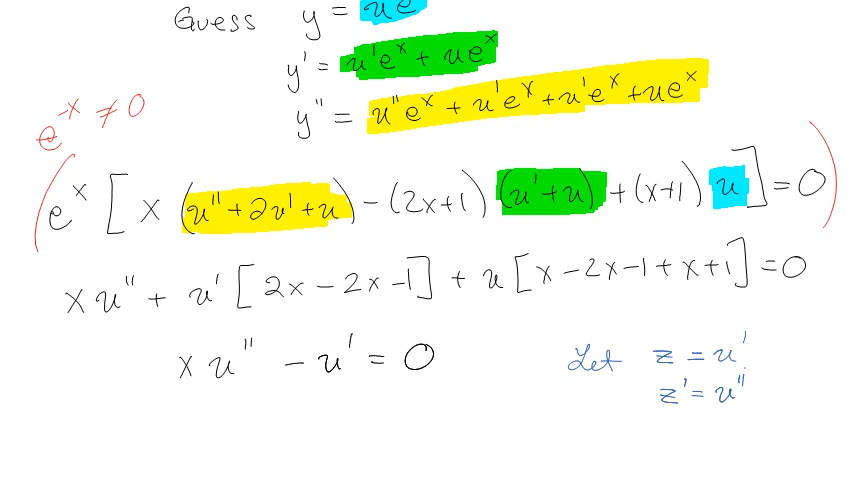 Guess y = ue^x
y' = u'e^x + ue^x
y'' = u''e^x + u'e^x + u'e^x + ue^x
e^-x ≠ 0
(e^x [ x (u'' + 2u' + u) - (2x+1) (u' + u) + (x+1) u ] = 0)
x u'' + u' [ 2x - 2x - 1 ] + u [ x - 2x - 1 + x + 1 ] = 0
x u'' - u' = 0
Let z = u'
z' = u''